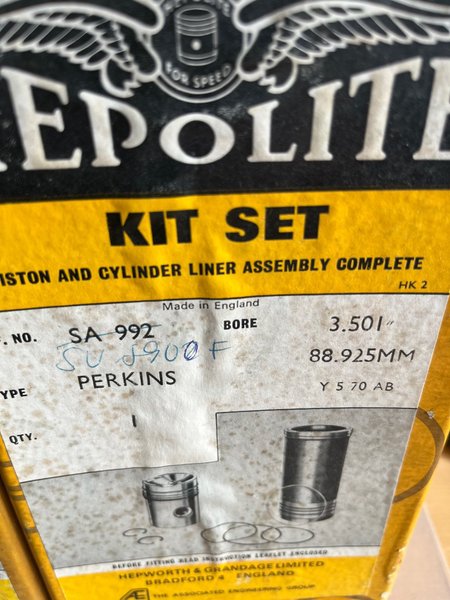 FOR SPEED
EPOLITE
KIT SET
ISTON AND CYLINDER LINER ASSEMBLY COMPLETE
HK 2
Made in England
. NO. SA 992 BORE 3.501"
88.925MM
YPE PERKINS Y 5 70 AB
QTY. 1
BEFORE FITTING READ INSTRUCTION LEAFLET ENCLOSED
HEPWORTH & GRANDAGE LIMITED
BRADFORD 4 ENGLAND
AE THE ASSOCIATED ENGINEERING GROUP